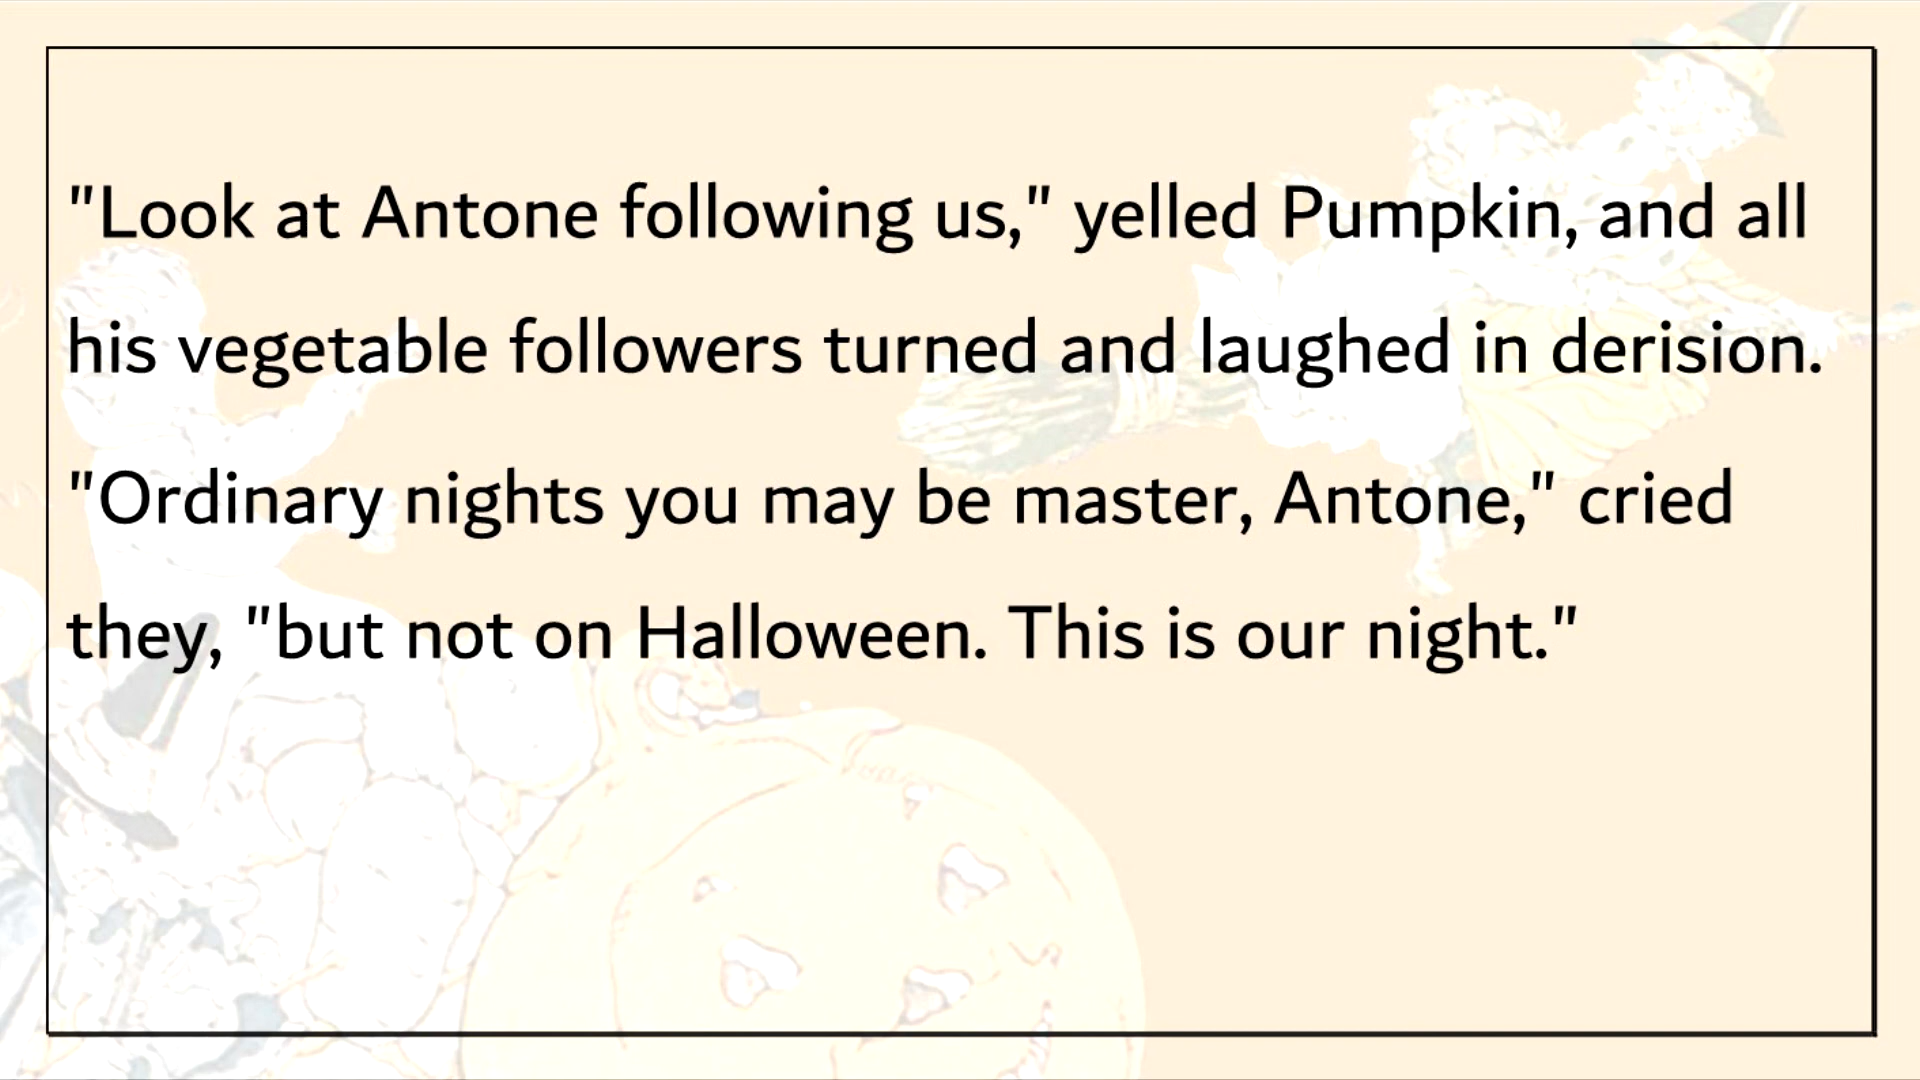 "Look at Antone following us," yelled Pumpkin, and all
his vegetable followers turned and laughed in derision.
"Ordinary nights you may be master, Antone," cried
they, "but not on Halloween. This is our night."